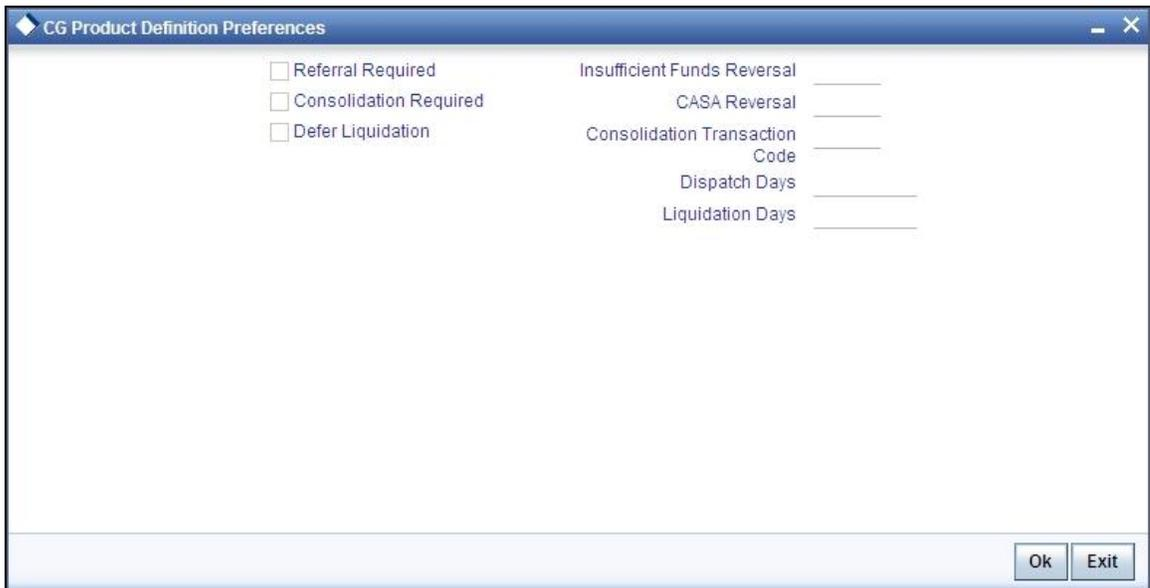 CG Product Definition Preferences
Referral Required
Consolidation Required
Defer Liquidation
Insufficient Funds Reversal
CASA Reversal
Consolidation Transaction
Code
Dispatch Days
Liquidation Days
Ok
Exit